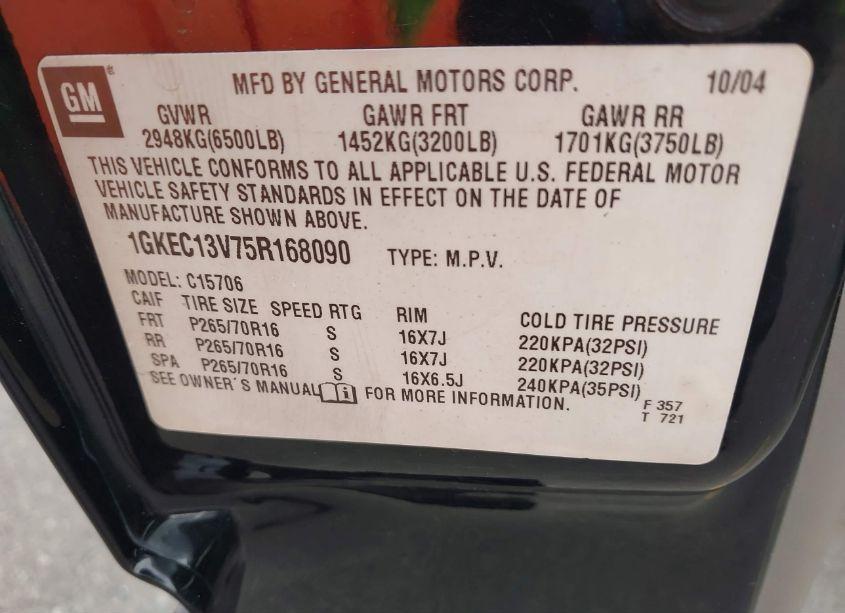 GM
MFD BY GENERAL MOTORS CORP. 10/04
GVWR GAWR FRT GAWR RR
2948KG(6500LB) 1452KG(3200LB) 1701KG(3750LB)
THIS VEHICLE CONFORMS TO ALL APPLICABLE U.S. FEDERAL MOTOR
VEHICLE SAFETY STANDARDS IN EFFECT ON THE DATE OF
MANUFACTURE SHOWN ABOVE.
1GKEC13V75R168090 TYPE: M.P.V.
MODEL: C15706
CAIF TIRE SIZE SPEED RTG RIM COLD TIRE PRESSURE
FRT P265/70R16 S 16X7J 220KPA(32PSI)
RR P265/70R16 S 16X7J 220KPA(32PSI)
SPA P265/70R16 S 16X6.5J 240KPA(35PSI)
SEE OWNER'S MANUAL FOR MORE INFORMATION.
F 357
T 721